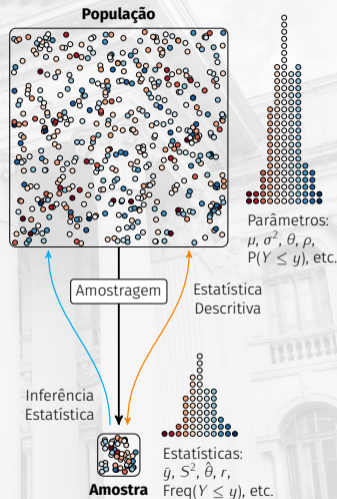 População
Parâmetros:
μ, σ², θ, ρ,
P(Y ≤ y), etc.
Amostragem
Estatística
Descritiva
Inferência
Estatística
Estatísticas:
ȳ, S², θ̂, r,
Freq(Y ≤ y), etc.
Amostra